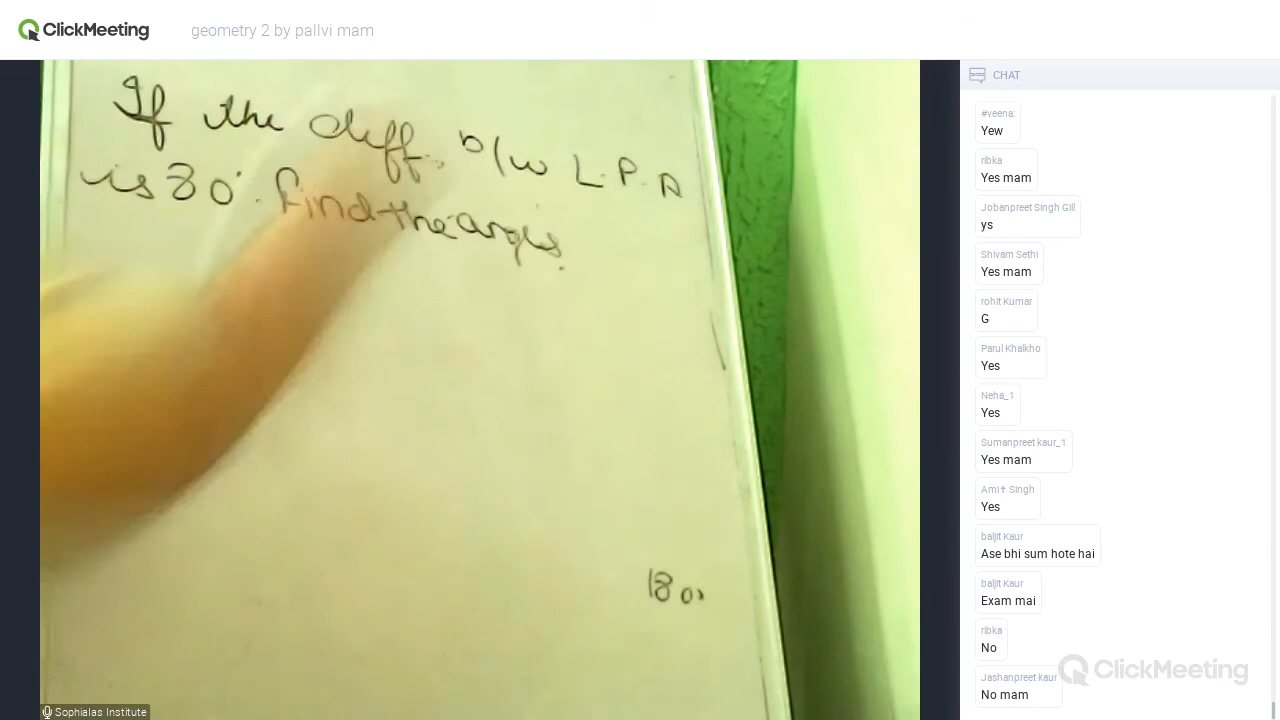 ClickMeeting
geometry 2 by pallvi mam
If the diff. b/w L.P.A
is 30°. find the angles.
180
Sophialas Institute
CHAT
#veena:
Yew
ribka
Yes mam
Jobanpreet Singh Gill
ys
Shivam Sethi
Yes mam
rohit Kumar
G
Parul Khalkho
Yes
Neha_1
Yes
Sumanpreet kaur_1
Yes mam
Ami✝ Singh
Yes
baljit Kaur
Ase bhi sum hote hai
baljit Kaur
Exam mai
ribka
No
Jashanpreet kaur
No mam
ClickMeeting